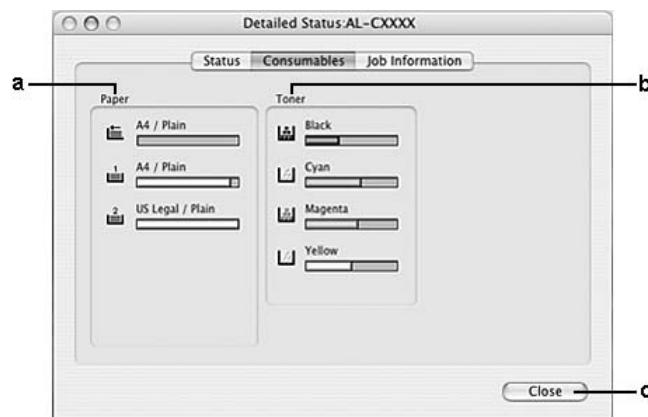 Detailed Status:AL-CXXXX
Status Consumables Job Information
a
b
Paper
A4 / Plain
1
A4 / Plain
2
US Legal / Plain
Toner
Black
Cyan
Magenta
Yellow
Close
c